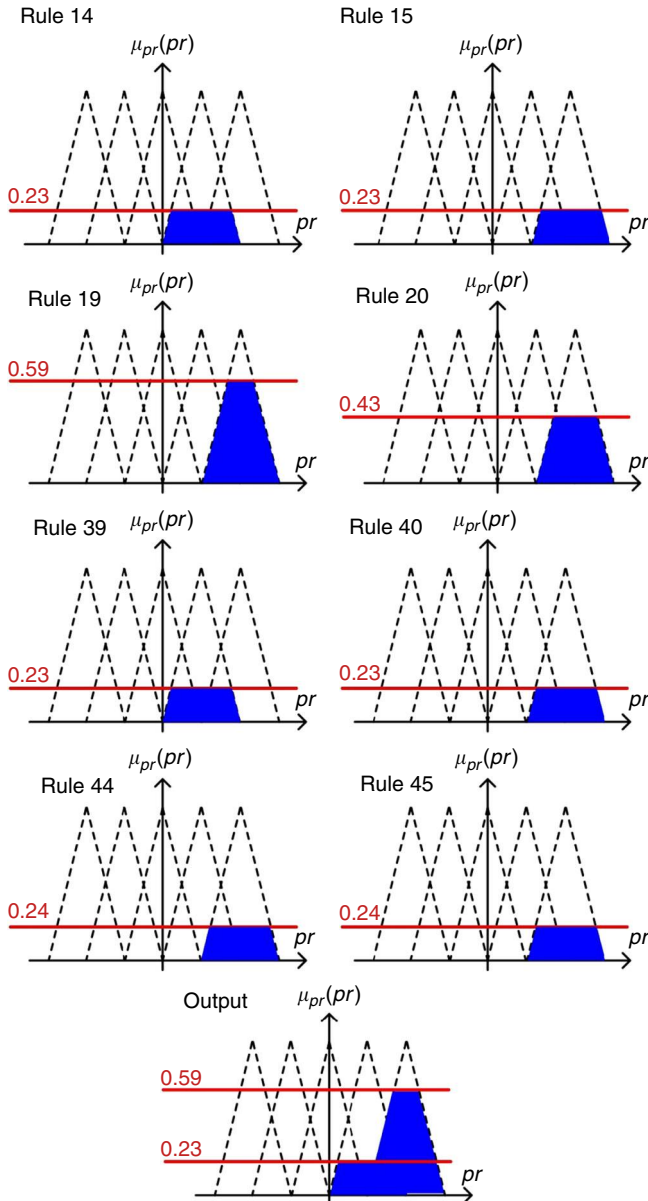 Rule 14
μpr(pr)
0.23
pr
Rule 15
μpr(pr)
0.23
pr
Rule 19
μpr(pr)
0.59
pr
Rule 20
μpr(pr)
0.43
pr
Rule 39
μpr(pr)
0.23
pr
Rule 40
μpr(pr)
0.23
pr
Rule 44
μpr(pr)
0.24
pr
Rule 45
μpr(pr)
0.24
pr
Output
μpr(pr)
0.59
0.23
pr